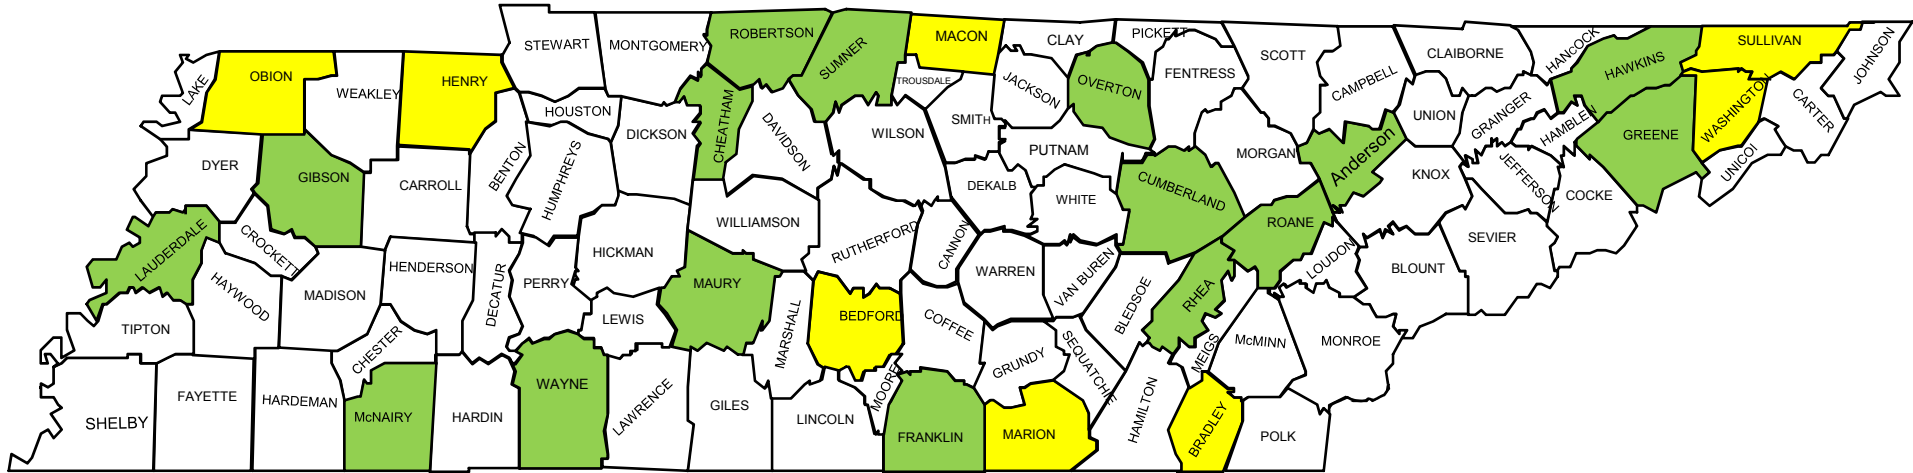 STEWART
MONTGOMERY
ROBERTSON
SUMNER
MACON
CLAY
PICKETT
SCOTT
CLAIBORNE
HANCOCK
SULLIVAN
JOHNSON
LAKE
OBION
WEAKLEY
HENRY
HOUSTON
DICKSON
CHEATHAM
DAVIDSON
TROUSDALE
WILSON
SMITH
JACKSON
OVERTON
FENTRESS
CAMPBELL
UNION
GRAINGER
HAWKINS
HAMBLEN
GREENE
WASHINGTON
CARTER
UNICOI
DYER
GIBSON
CARROLL
BENTON
HUMPHREYS
PUTNAM
MORGAN
Anderson
KNOX
JEFFERSON
COCKE
DEKALB
WHITE
CUMBERLAND
ROANE
SEVIER
LAUDERDALE
CROCKETT
HAYWOOD
MADISON
HENDERSON
DECATUR
PERRY
HICKMAN
WILLIAMSON
RUTHERFORD
CANNON
WARREN
VAN BUREN
BLEDSOE
RHEA
LOUDON
BLOUNT
TIPTON
CHESTER
LEWIS
MAURY
MARSHALL
BEDFORD
COFFEE
GRUNDY
SEQUATCHIE
MEIGS
McMINN
MONROE
SHELBY
FAYETTE
HARDEMAN
McNAIRY
HARDIN
WAYNE
LAWRENCE
GILES
LINCOLN
MOORE
FRANKLIN
MARION
HAMILTON
BRADLEY
POLK